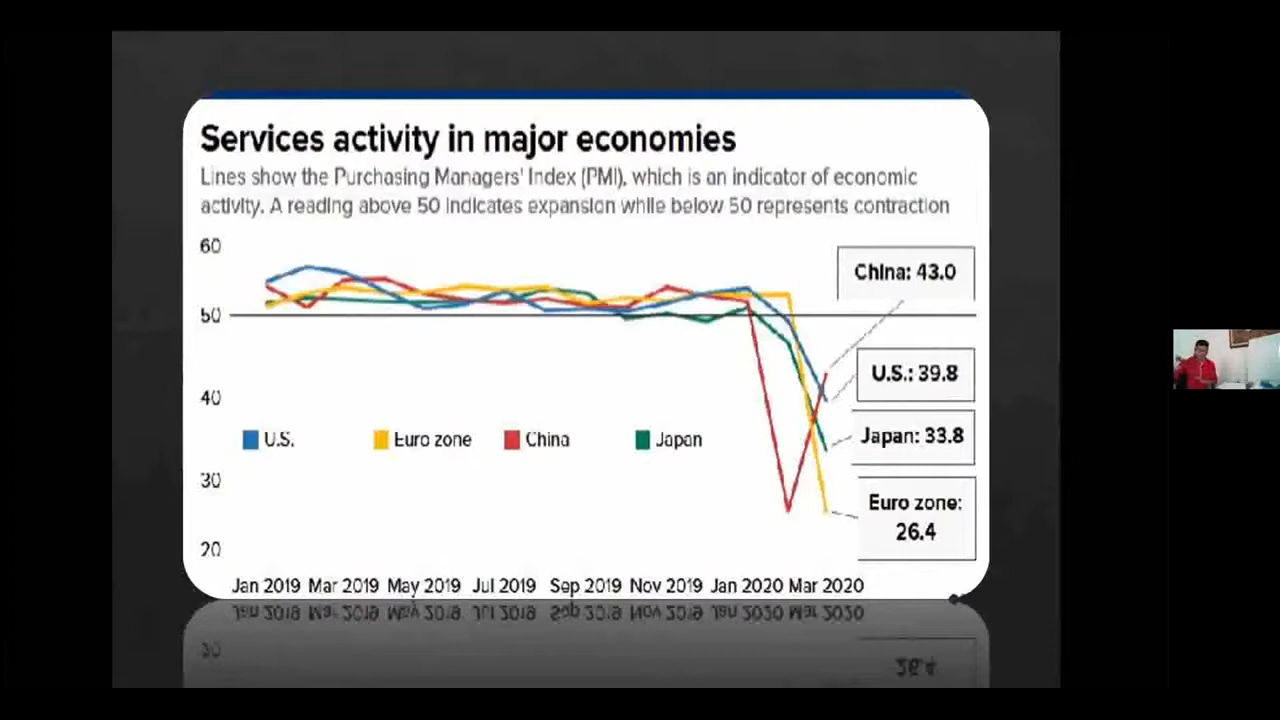 Services activity in major economies
Lines show the Purchasing Managers' Index (PMI), which is an indicator of economic
activity. A reading above 50 indicates expansion while below 50 represents contraction
60
China: 43.0
50
U.S.: 39.8
40
Japan: 33.8
U.S. Euro zone China Japan
30
Euro zone:
26.4
20
Jan 2019 Mar 2019 May 2019 Jul 2019 Sep 2019 Nov 2019 Jan 2020 Mar 2020